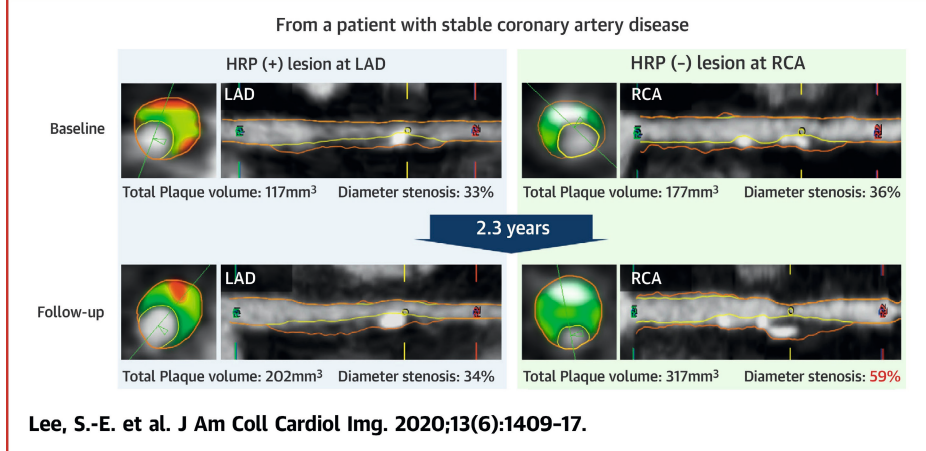 From a patient with stable coronary artery disease
HRP (+) lesion at LAD
HRP (–) lesion at RCA
Baseline
LAD
RCA
Total Plaque volume: 117mm³ Diameter stenosis: 33%
Total Plaque volume: 177mm³ Diameter stenosis: 36%
2.3 years
Follow-up
LAD
RCA
Total Plaque volume: 202mm³ Diameter stenosis: 34%
Total Plaque volume: 317mm³ Diameter stenosis: 59%
Lee, S.-E. et al. J Am Coll Cardiol Img. 2020;13(6):1409–17.